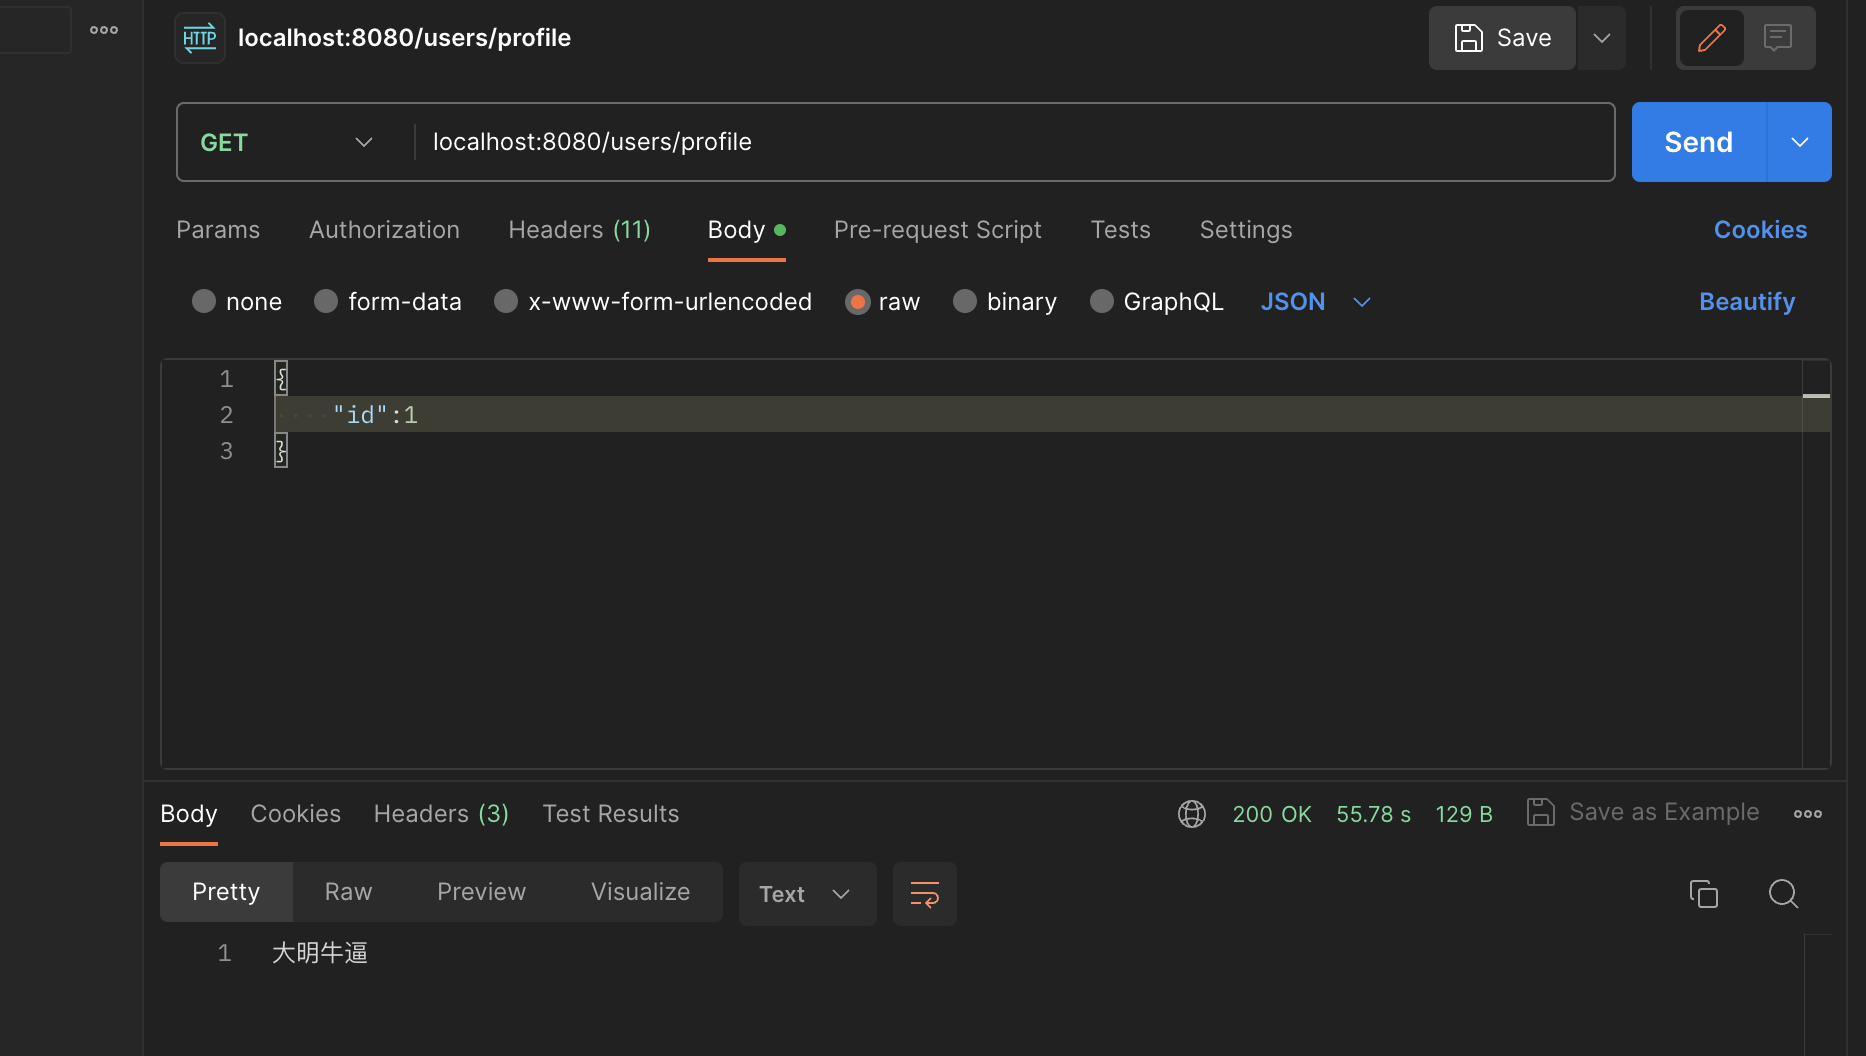 HTTP localhost:8080/users/profile Save
GET localhost:8080/users/profile Send
Params Authorization Headers (11) Body Pre-request Script Tests Settings Cookies
none form-data x-www-form-urlencoded raw binary GraphQL JSON Beautify
1 {
2 "id":1
3 }
Body Cookies Headers (3) Test Results 200 OK 55.78 s 129 B Save as Example
Pretty Raw Preview Visualize Text
1 大明牛逼